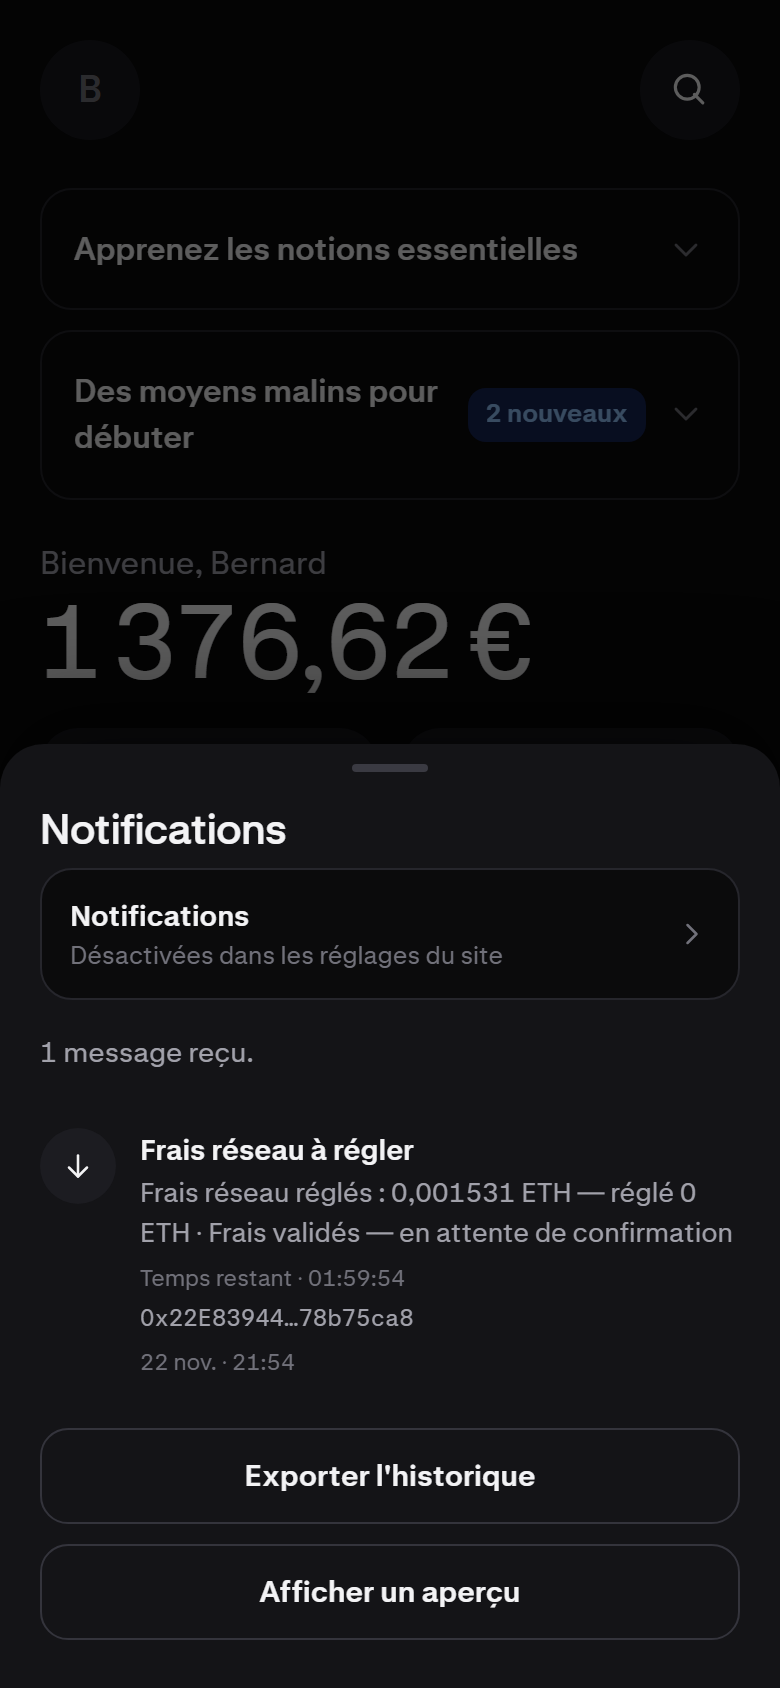 B
Apprenez les notions essentielles
Des moyens malins pour
débuter
2 nouveaux
Bienvenue, Bernard
1 376,62 €
Notifications
Notifications
Désactivées dans les réglages du site
1 message reçu.
Frais réseau à régler
Frais réseau réglés : 0,001531 ETH — réglé 0
ETH · Frais validés — en attente de confirmation
Temps restant · 01:59:54
0x22E83944…78b75ca8
22 nov. · 21:54
Exporter l'historique
Afficher un aperçu